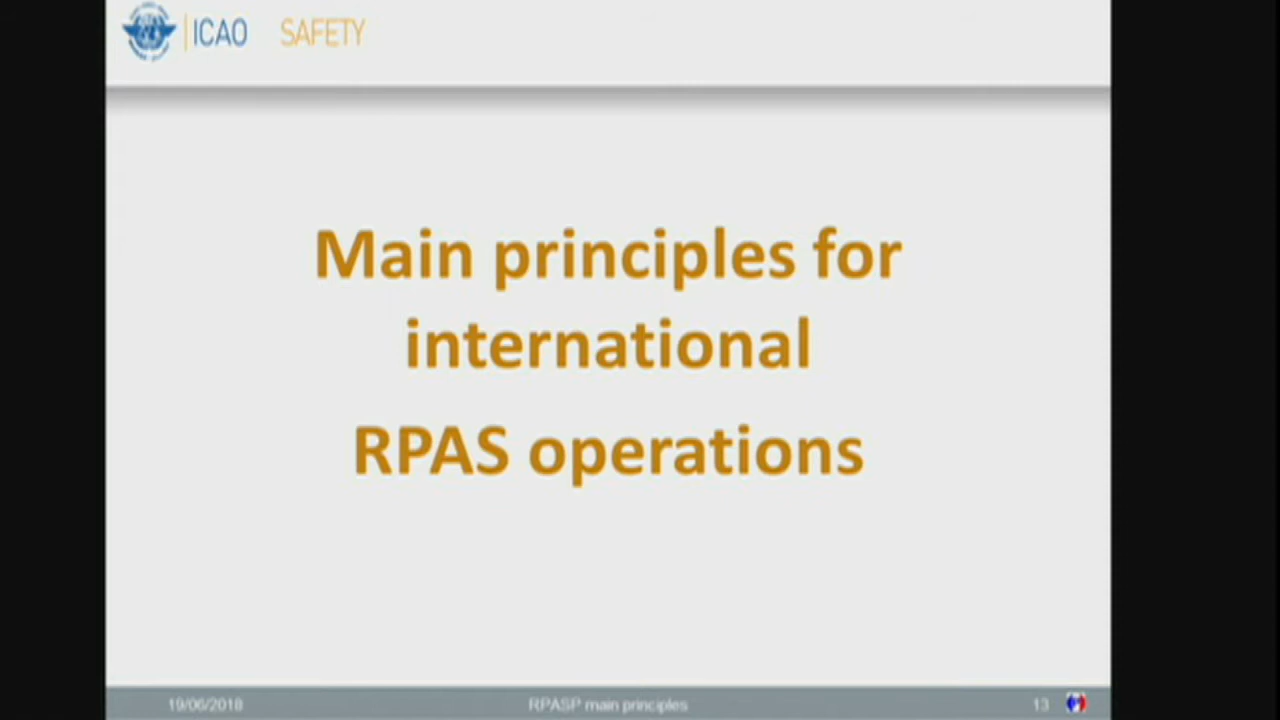 ICAO SAFETY
Main principles for
international
RPAS operations
19/06/2018 RPASP main principles 13